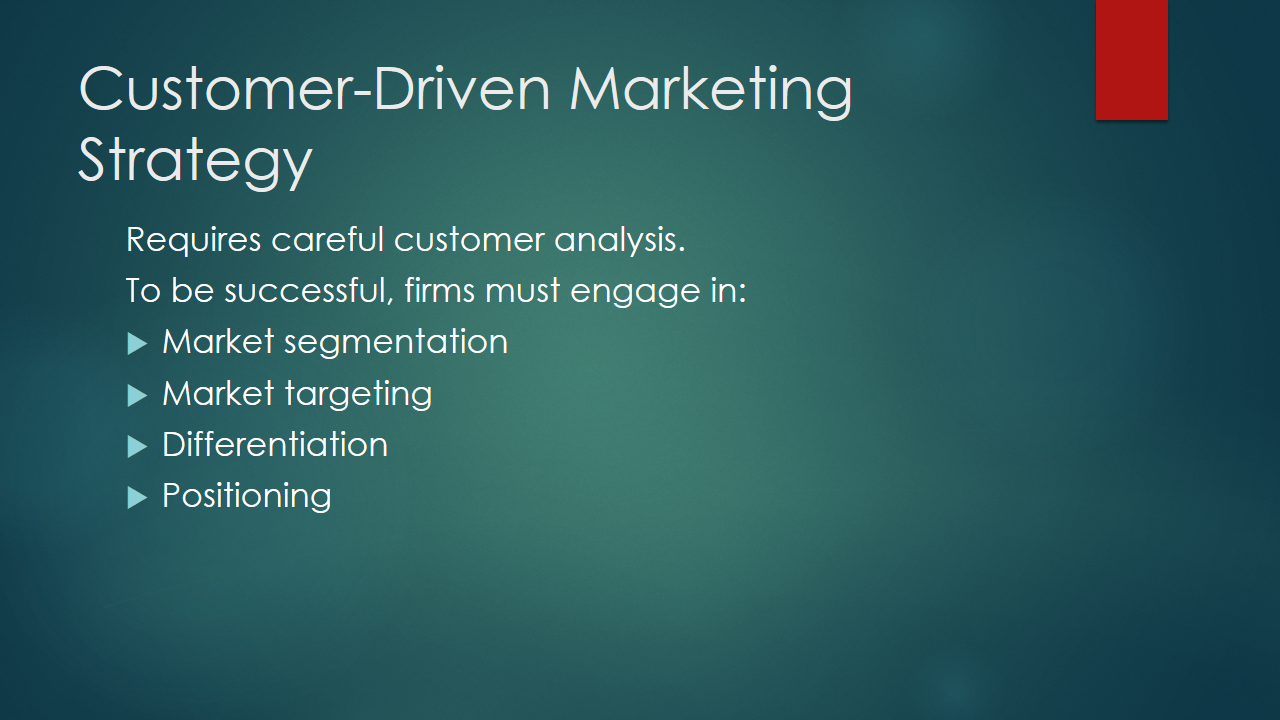 Customer-Driven Marketing
Strategy
Requires careful customer analysis.
To be successful, firms must engage in:
Market segmentation
Market targeting
Differentiation
Positioning